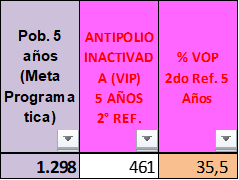 Pob. 5
años
(Meta
Programa
tica)
ANTIPOLIO
INACTIVAD
A (VIP)
5 AÑOS
2° REF.
% VOP
2do Ref. 5
Años
1.298 461 35,5